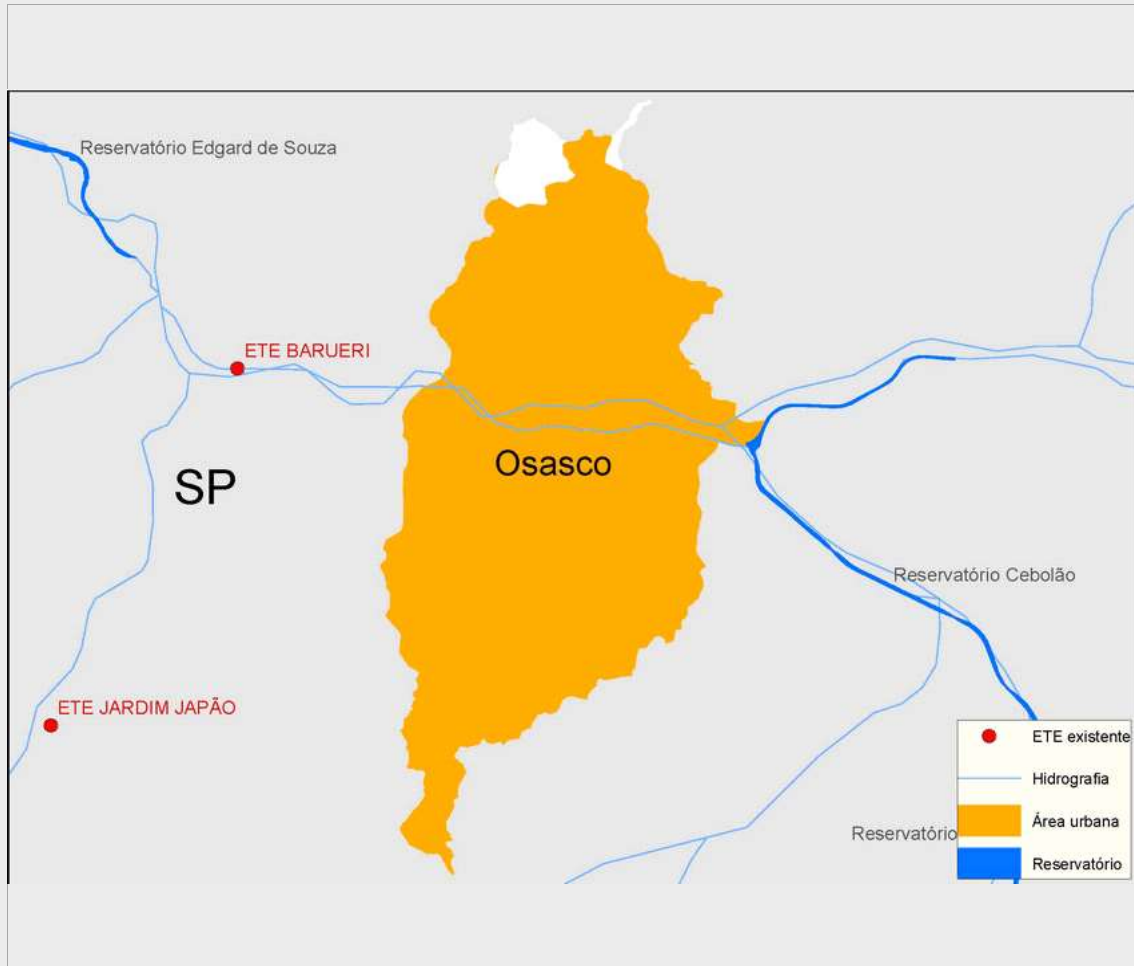 Reservatório Edgard de Souza
ETE BARUERI
Osasco
SP
Reservatório Cebolão
ETE JARDIM JAPÃO
ETE existente
Hidrografia
Área urbana
Reservatório
Reservatório